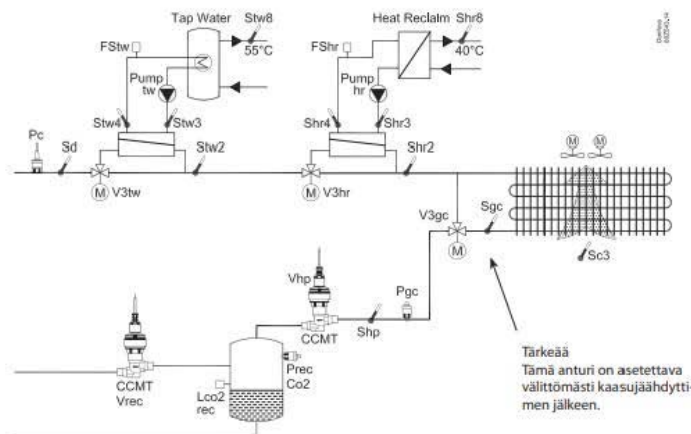 Tap Water
Stw8
Heat Reclaim
Shr8
FStw
55°C
FShr
40°C
Pump
tw
Pump
hr
Stw4
Stw3
Shr4
Shr3
Pc
Sd
Stw2
Shr2
M
V3tw
M
V3hr
M
M
V3gc
Sgc
M
Sc3
Vhp
Pgc
CCMT
Shp
CCMT
Vrec
Prec
Co2
Lco2
rec
Tärkeää
Tämä anturi on asetettava
välittömästi kaasujäähdytti-
men jälkeen.